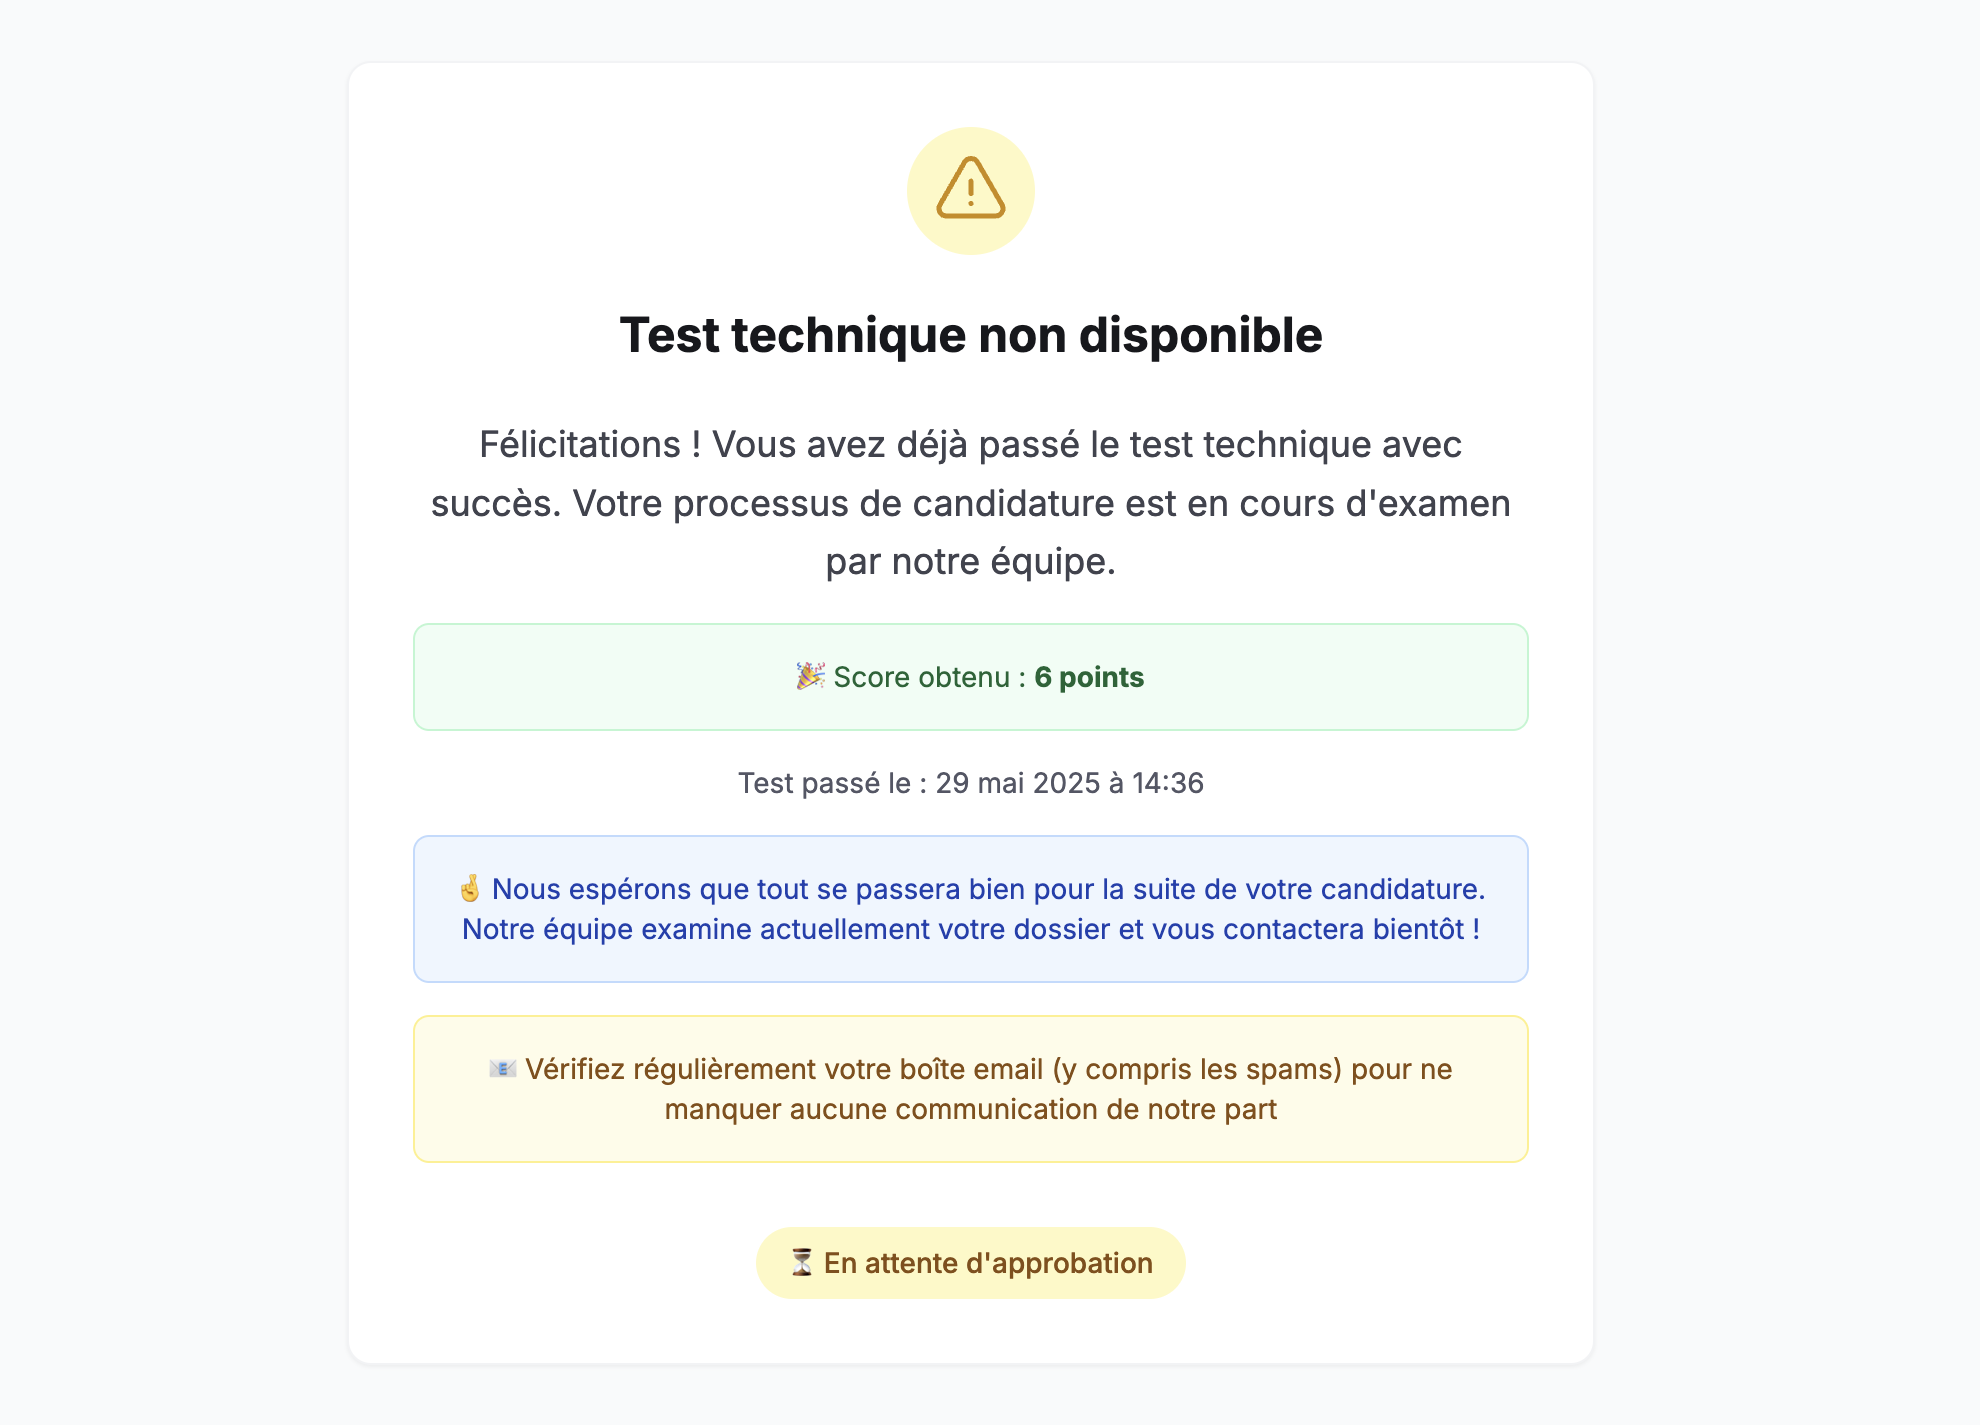 Test technique non disponible
Félicitations ! Vous avez déjà passé le test technique avec
succès. Votre processus de candidature est en cours d'examen
par notre équipe.
🎉 Score obtenu : 6 points
Test passé le : 29 mai 2025 à 14:36
🤞 Nous espérons que tout se passera bien pour la suite de votre candidature.
Notre équipe examine actuellement votre dossier et vous contactera bientôt !
📧 Vérifiez régulièrement votre boîte email (y compris les spams) pour ne
manquer aucune communication de notre part
⏳ En attente d'approbation